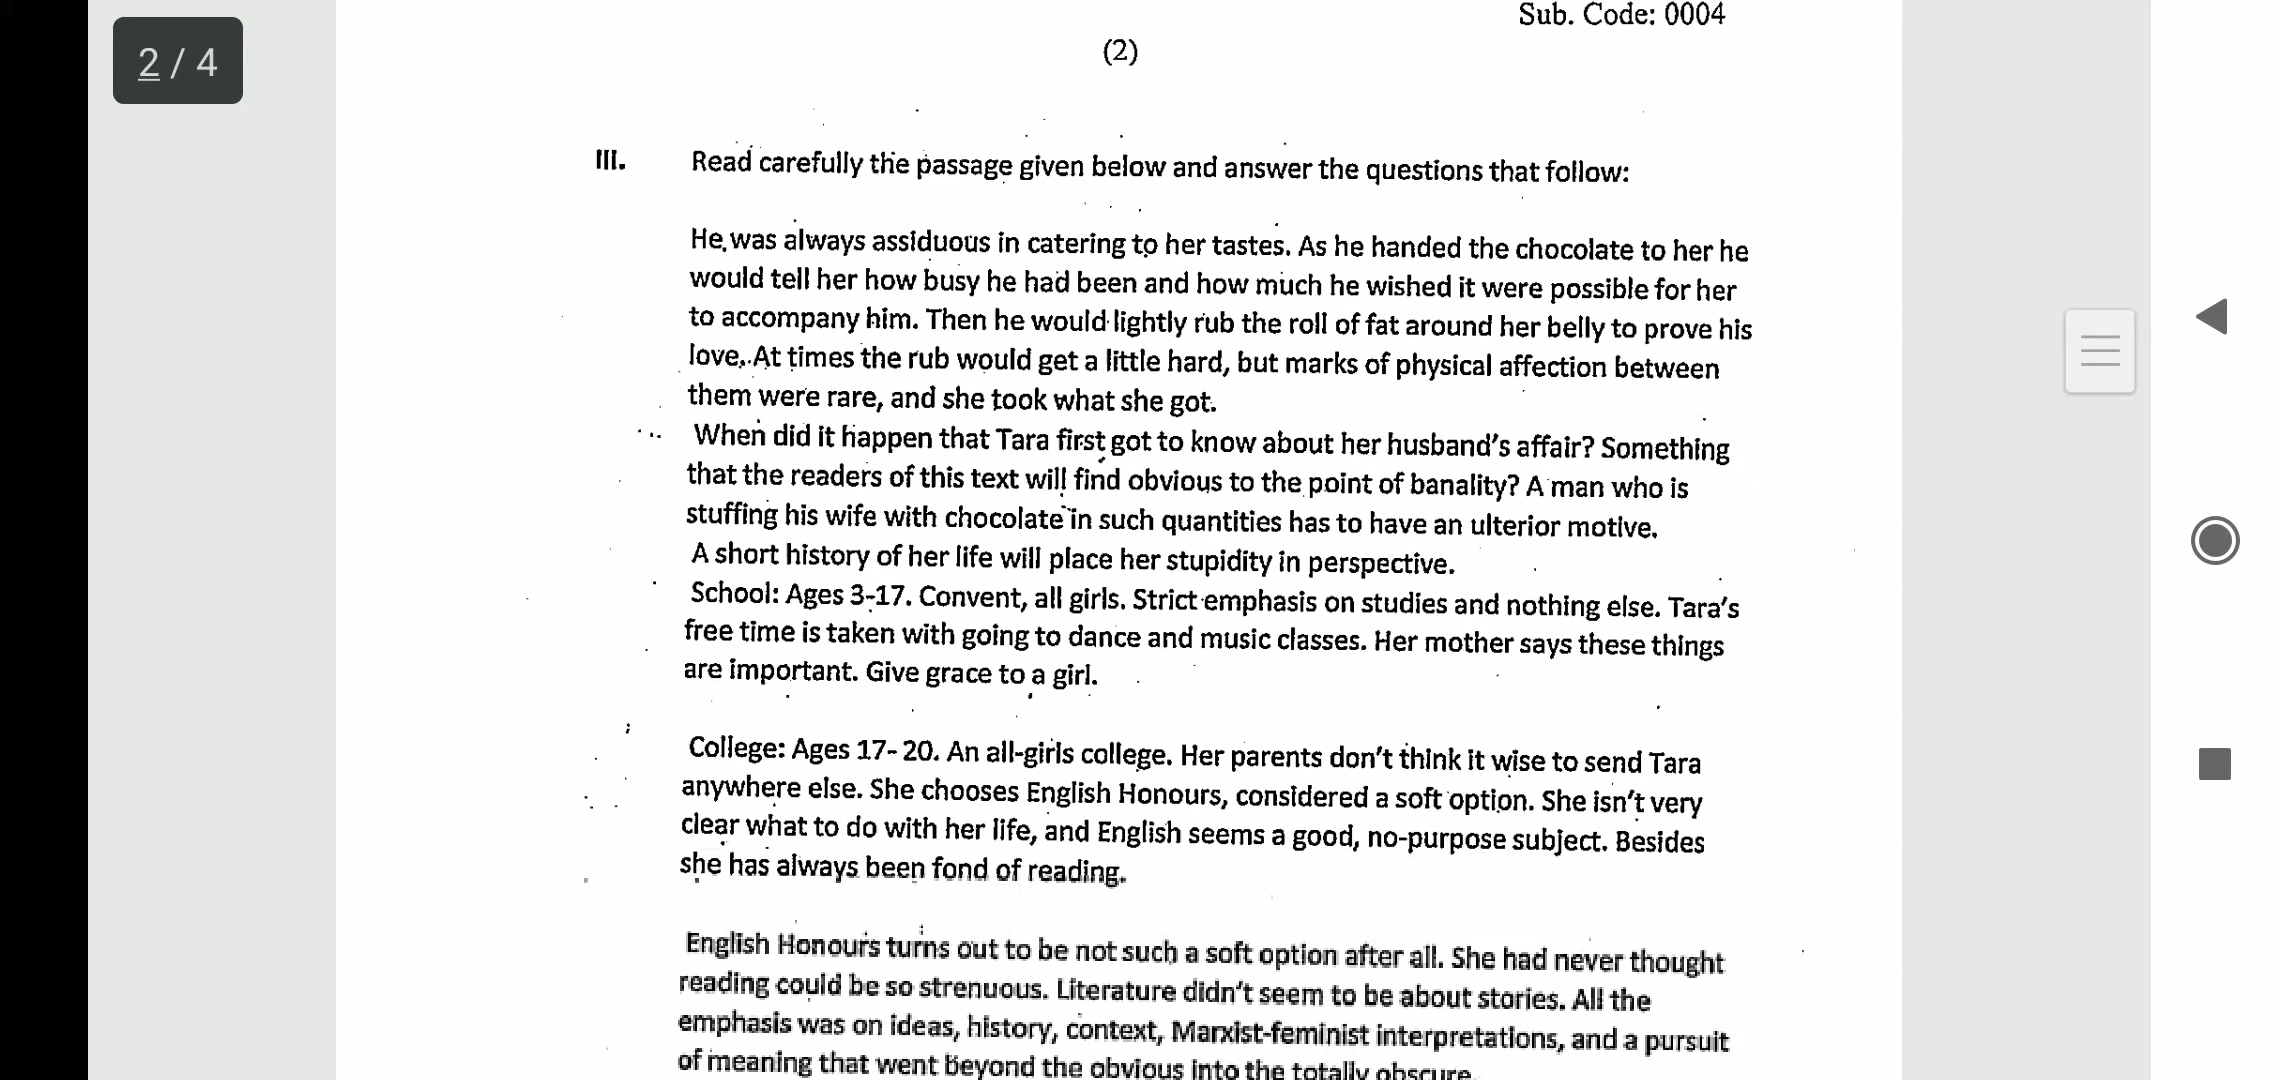 Sub. Code: 0004
2 / 4
(2)
III. Read carefully the passage given below and answer the questions that follow:
He was always assiduous in catering to her tastes. As he handed the chocolate to her he
would tell her how busy he had been and how much he wished it were possible for her
to accompany him. Then he would lightly rub the roll of fat around her belly to prove his
love. At times the rub would get a little hard, but marks of physical affection between
them were rare, and she took what she got.
When did it happen that Tara first got to know about her husband's affair? Something
that the readers of this text will find obvious to the point of banality? A man who is
stuffing his wife with chocolate in such quantities has to have an ulterior motive.
A short history of her life will place her stupidity in perspective.
School: Ages 3-17. Convent, all girls. Strict emphasis on studies and nothing else. Tara's
free time is taken with going to dance and music classes. Her mother says these things
are important. Give grace to a girl.
College: Ages 17- 20. An all-girls college. Her parents don't think it wise to send Tara
anywhere else. She chooses English Honours, considered a soft option. She isn't very
clear what to do with her life, and English seems a good, no-purpose subject. Besides
she has always been fond of reading.
English Honours turns out to be not such a soft option after all. She had never thought
reading could be so strenuous. Literature didn't seem to be about stories. All the
emphasis was on ideas, history, context, Marxist-feminist interpretations, and a pursuit
of meaning that went beyond the obvious into the totally obscure.